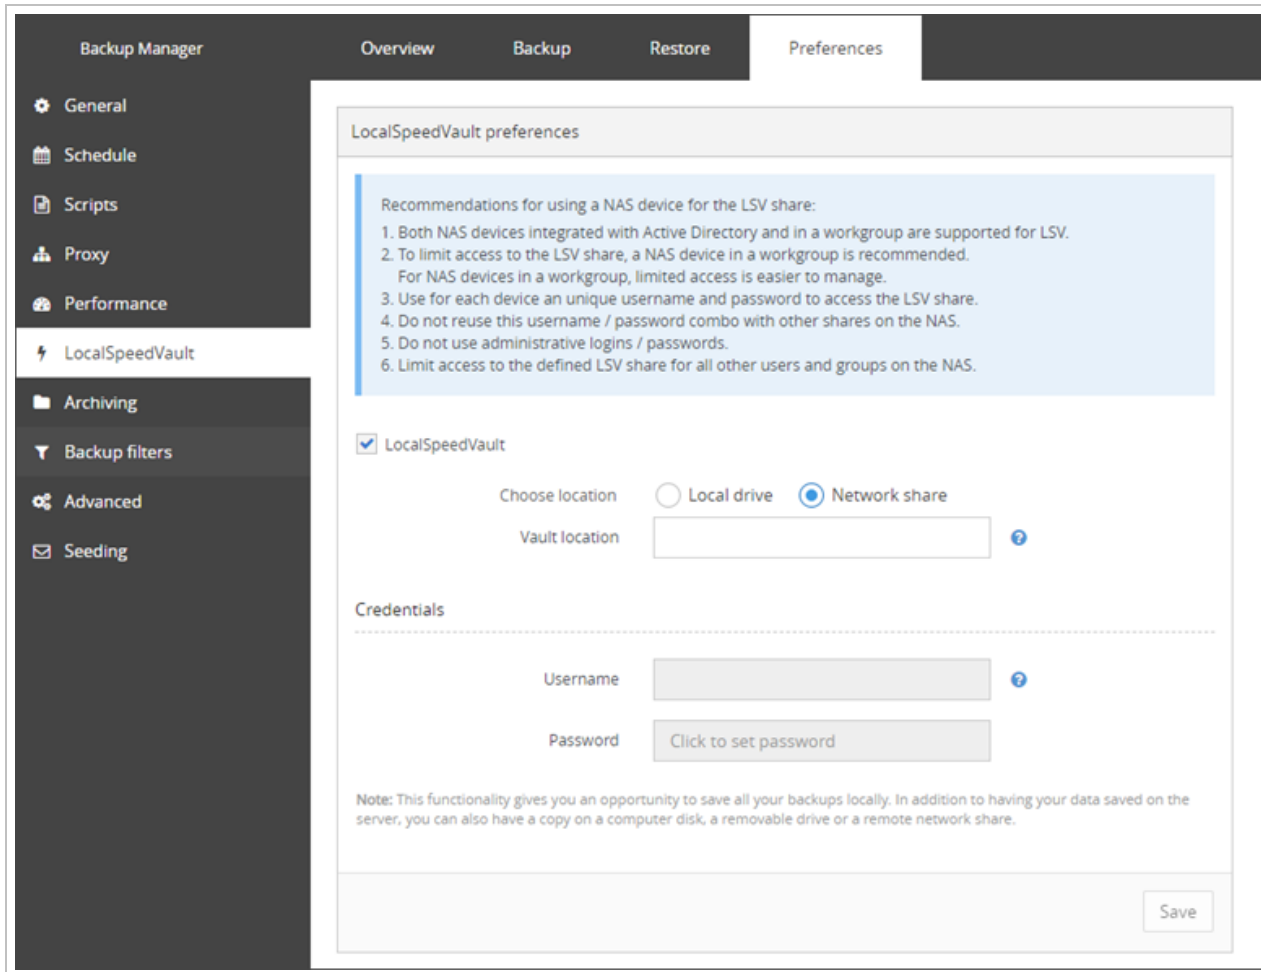 Backup Manager
Overview
Backup
Restore
Preferences
General
Schedule
Scripts
Proxy
Performance
LocalSpeedVault
Archiving
Backup filters
Advanced
Seeding
LocalSpeedVault preferences
Recommendations for using a NAS device for the LSV share:
1. Both NAS devices integrated with Active Directory and in a workgroup are supported for LSV.
2. To limit access to the LSV share, a NAS device in a workgroup is recommended.
For NAS devices in a workgroup, limited access is easier to manage.
3. Use for each device an unique username and password to access the LSV share.
4. Do not reuse this username / password combo with other shares on the NAS.
5. Do not use administrative logins / passwords.
6. Limit access to the defined LSV share for all other users and groups on the NAS.
LocalSpeedVault
Choose location
Local drive
Network share
Vault location
?
Credentials
Username
?
Password
Click to set password
Note: This functionality gives you an opportunity to save all your backups locally. In addition to having your data saved on the
server, you can also have a copy on a computer disk, a removable drive or a remote network share.
Save